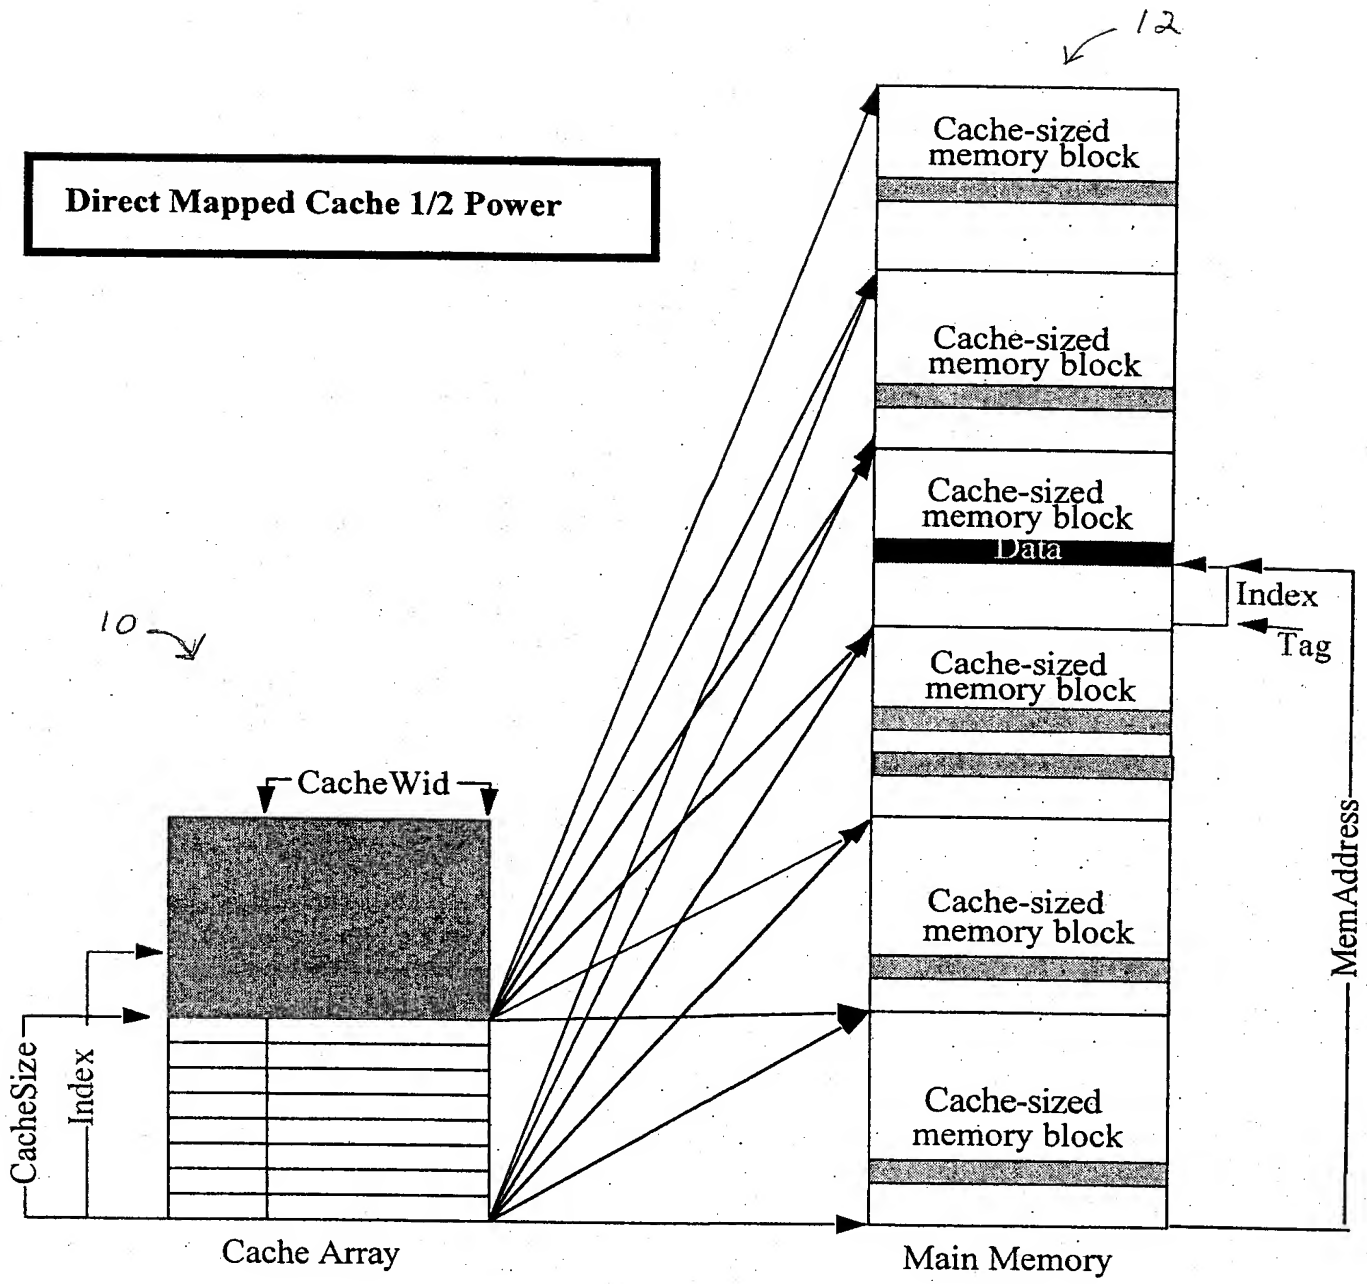 12
Direct Mapped Cache 1/2 Power
Cache-sized
memory block
Cache-sized
memory block
Cache-sized
memory block
Data
Index
Tag
10
Cache-sized
memory block
CacheWid
MemAddress
Cache-sized
memory block
CacheSize
Index
Cache-sized
memory block
Cache Array
Main Memory